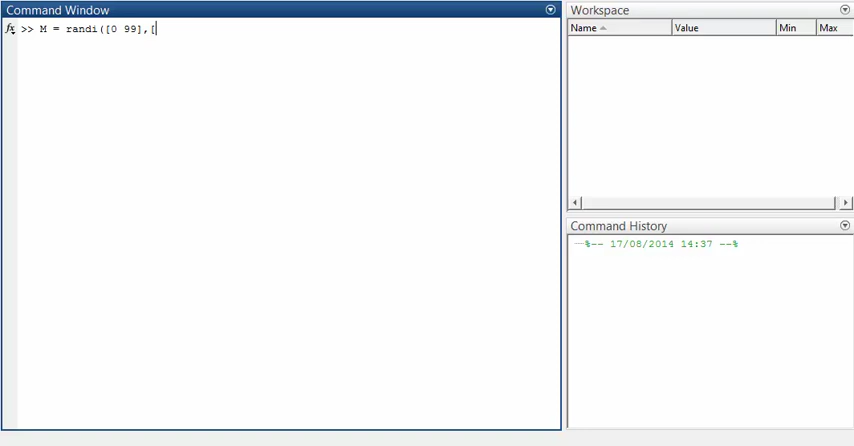 Command Window
fx >> M = randi([0 99],[
Workspace
Name Value Min Max
Command History
%-- 17/08/2014 14:37 --%